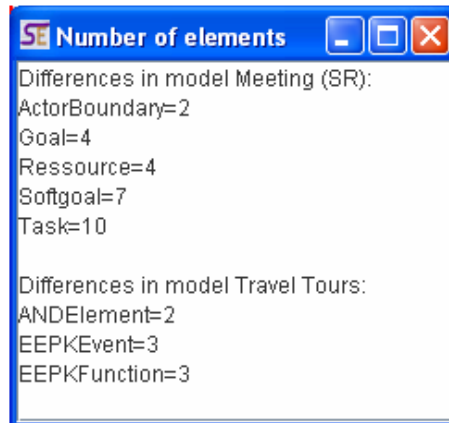 SE Number of elements
Differences in model Meeting (SR):
ActorBoundary=2
Goal=4
Ressource=4
Softgoal=7
Task=10
Differences in model Travel Tours:
ANDElement=2
EEPKEvent=3
EEPKFunction=3